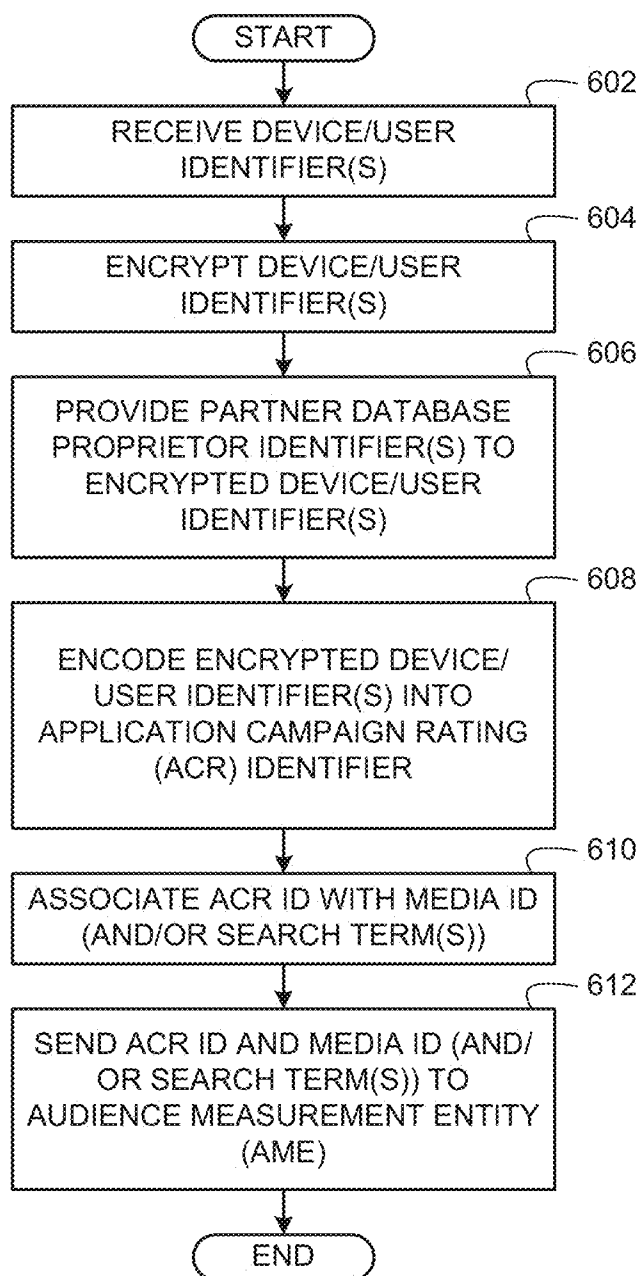 START
602
RECEIVE DEVICE/USER
IDENTIFIER(S)
604
ENCRYPT DEVICE/USER
IDENTIFIER(S)
606
PROVIDE PARTNER DATABASE
PROPRIETOR IDENTIFIER(S) TO
ENCRYPTED DEVICE/USER
IDENTIFIER(S)
608
ENCODE ENCRYPTED DEVICE/
USER IDENTIFIER(S) INTO
APPLICATION CAMPAIGN RATING
(ACR) IDENTIFIER
610
ASSOCIATE ACR ID WITH MEDIA ID
(AND/OR SEARCH TERM(S))
612
SEND ACR ID AND MEDIA ID (AND/
OR SEARCH TERM(S)) TO
AUDIENCE MEASUREMENT ENTITY
(AME)
END